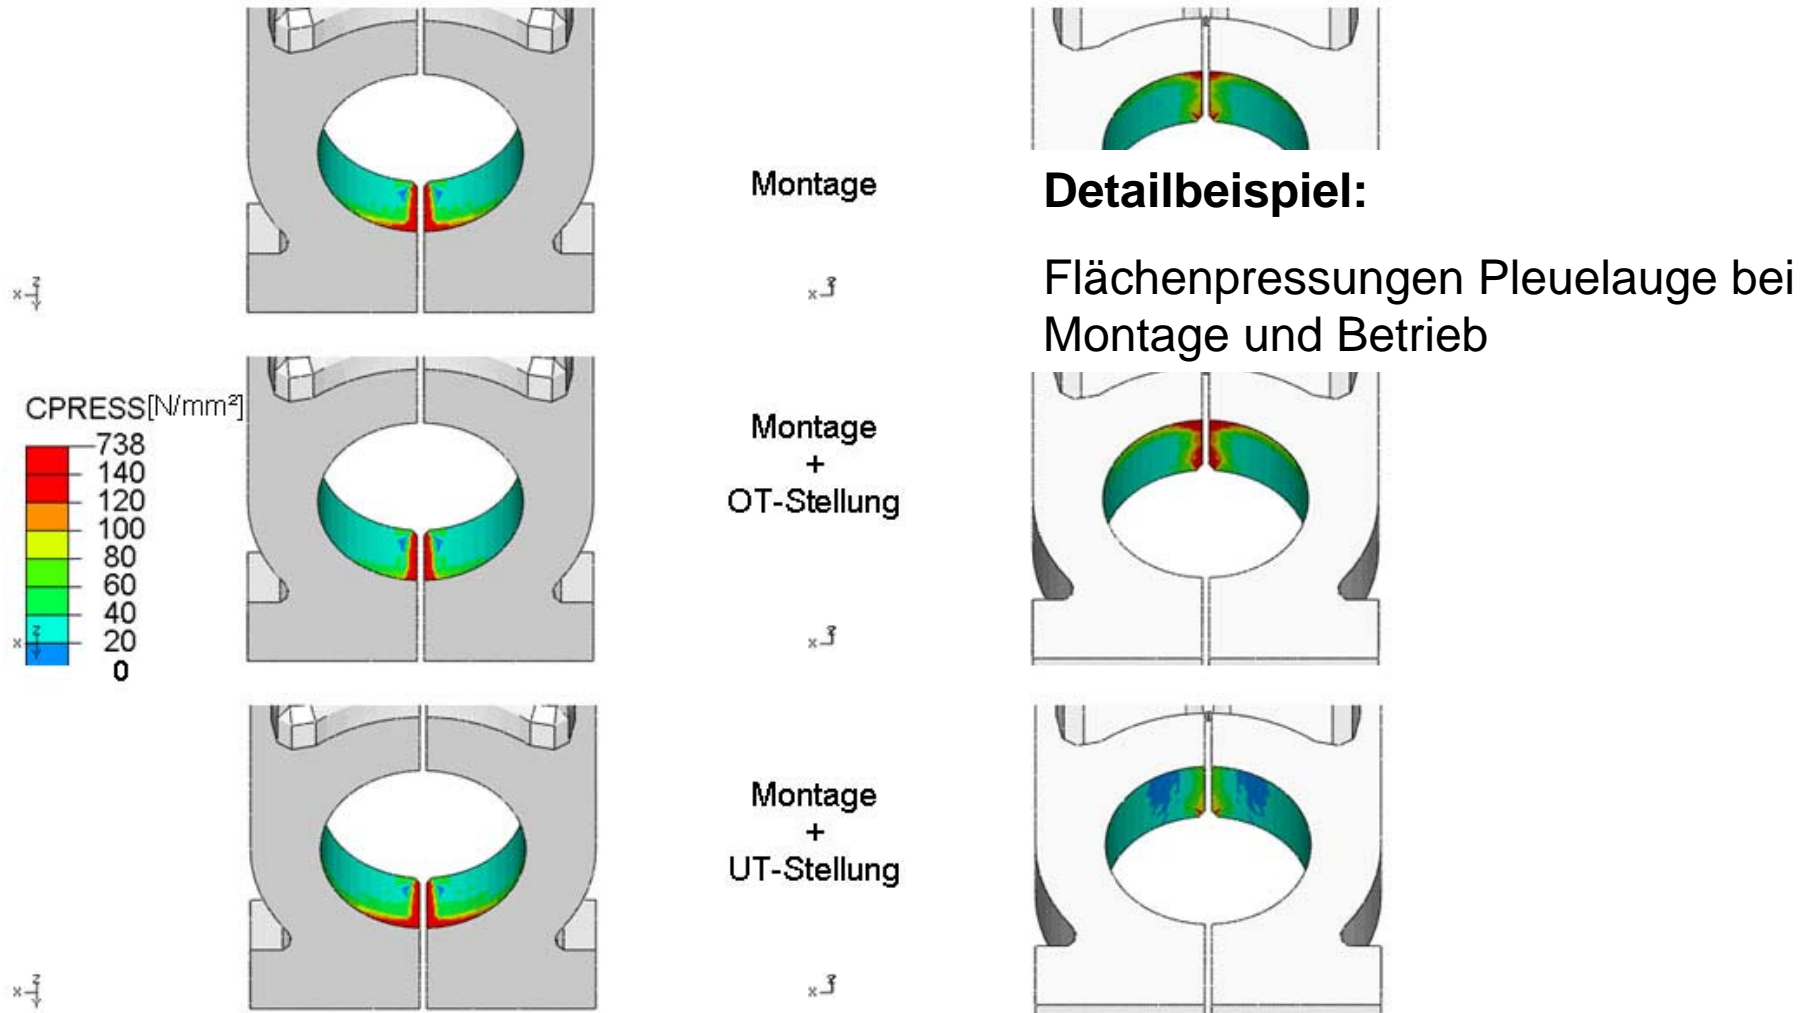 Montage
Detailbeispiel:
Flächenpressungen Pleuelauge bei
Montage und Betrieb
x z
x z
CPRESS[N/mm²]
738
140
120
100
80
60
40
20
0
Montage
+
OT-Stellung
x z
x z
Montage
+
UT-Stellung
x z
x z